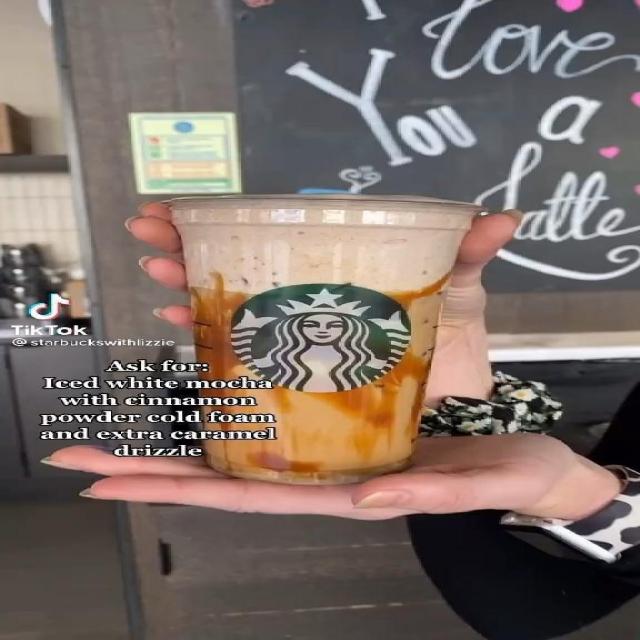 I
Love
You
a
Latte
TikTok
@starbuckswithlizzie
Ask for:
Iced white mocha
with cinnamon
powder cold foam
and extra caramel
drizzle